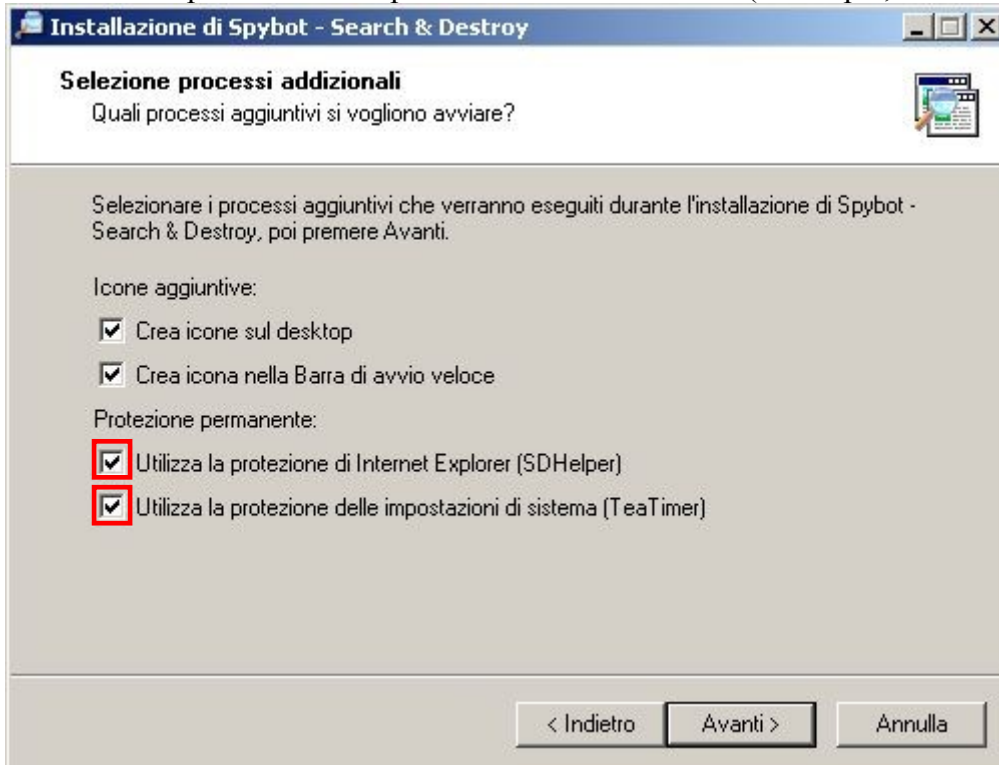 Installazione di Spybot - Search & Destroy
Selezione processi addizionali
Quali processi aggiuntivi si vogliono avviare?
Selezionare i processi aggiuntivi che verranno eseguiti durante l'installazione di Spybot -
Search & Destroy, poi premere Avanti.
Icone aggiuntive:
Crea icone sul desktop
Crea icona nella Barra di avvio veloce
Protezione permanente:
Utilizza la protezione di Internet Explorer (SDHelper)
Utilizza la protezione delle impostazioni di sistema (TeaTimer)
< Indietro Avanti > Annulla